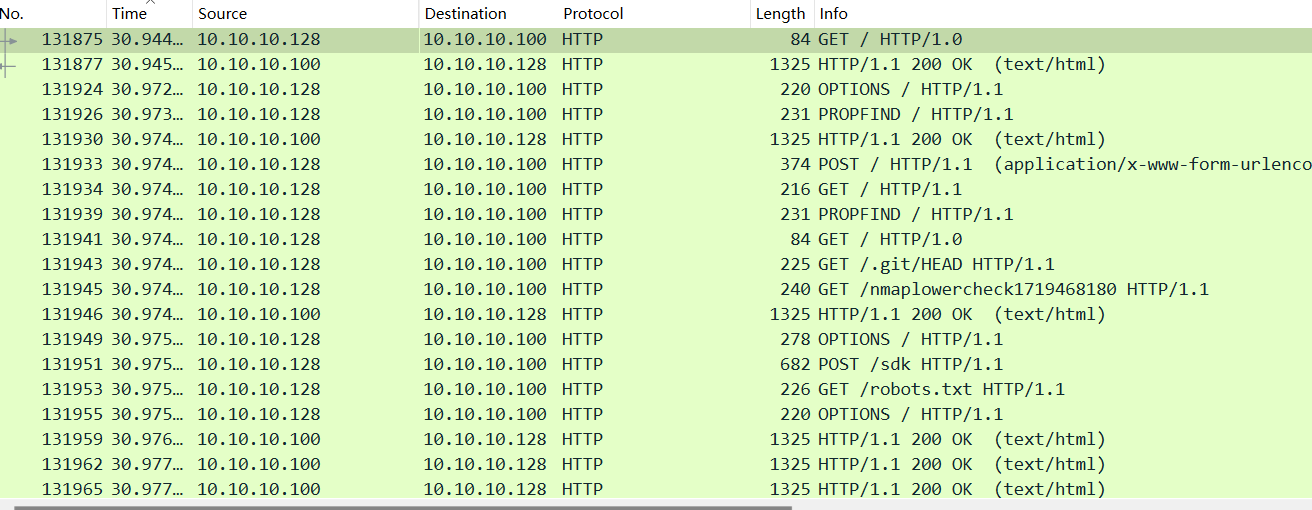 No. Time Source Destination Protocol Length Info
131875 30.944… 10.10.10.128 10.10.10.100 HTTP 84 GET / HTTP/1.0
131877 30.945… 10.10.10.100 10.10.10.128 HTTP 1325 HTTP/1.1 200 OK (text/html)
131924 30.972… 10.10.10.128 10.10.10.100 HTTP 220 OPTIONS / HTTP/1.1
131926 30.973… 10.10.10.128 10.10.10.100 HTTP 231 PROPFIND / HTTP/1.1
131930 30.974… 10.10.10.100 10.10.10.128 HTTP 1325 HTTP/1.1 200 OK (text/html)
131933 30.974… 10.10.10.128 10.10.10.100 HTTP 374 POST / HTTP/1.1 (application/x-www-form-urlenco
131934 30.974… 10.10.10.128 10.10.10.100 HTTP 216 GET / HTTP/1.1
131939 30.974… 10.10.10.128 10.10.10.100 HTTP 231 PROPFIND / HTTP/1.1
131941 30.974… 10.10.10.128 10.10.10.100 HTTP 84 GET / HTTP/1.0
131943 30.974… 10.10.10.128 10.10.10.100 HTTP 225 GET /.git/HEAD HTTP/1.1
131945 30.974… 10.10.10.128 10.10.10.100 HTTP 240 GET /nmaplowercheck1719468180 HTTP/1.1
131946 30.974… 10.10.10.100 10.10.10.128 HTTP 1325 HTTP/1.1 200 OK (text/html)
131949 30.975… 10.10.10.128 10.10.10.100 HTTP 278 OPTIONS / HTTP/1.1
131951 30.975… 10.10.10.128 10.10.10.100 HTTP 682 POST /sdk HTTP/1.1
131953 30.975… 10.10.10.128 10.10.10.100 HTTP 226 GET /robots.txt HTTP/1.1
131955 30.975… 10.10.10.128 10.10.10.100 HTTP 220 OPTIONS / HTTP/1.1
131959 30.976… 10.10.10.100 10.10.10.128 HTTP 1325 HTTP/1.1 200 OK (text/html)
131962 30.977… 10.10.10.100 10.10.10.128 HTTP 1325 HTTP/1.1 200 OK (text/html)
131965 30.977… 10.10.10.100 10.10.10.128 HTTP 1325 HTTP/1.1 200 OK (text/html)